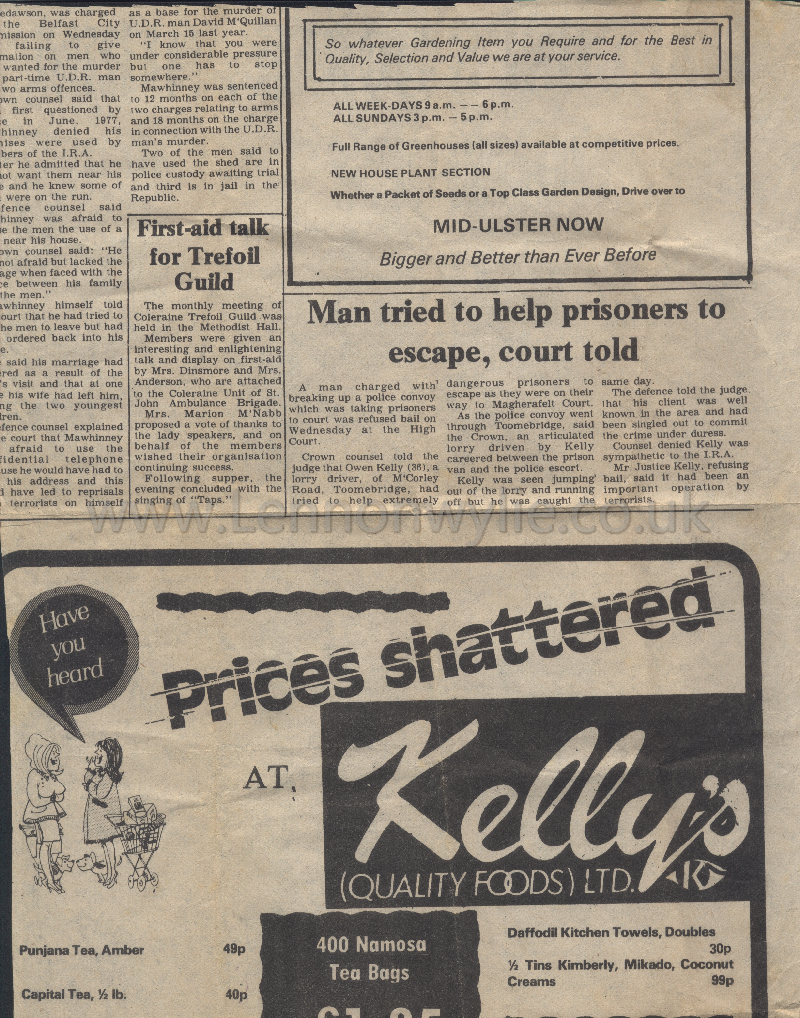 edawson, was charged
the Belfast City
mission on Wednesday
failing to give
mation on men who
wanted for the murder
part-time U.D.R. man
wo arms offences.
own counsel said that
first questioned by
e in June, 1977,
hinney denied his
mises were used by
bers of the I.R.A.
ter he admitted that he
not want them near his
e and he knew some of
were on the run.
fence counsel said
hinney was afraid to
e the men the use of a
near his house.
own counsel said: "He
not afraid but lacked the
age when faced with the
ce between his family
the men."
awhinney himself told
ourt that he had tried to
he men to leave but had
ordered back into his
e.
said his marriage had
ered as a result of the
's visit and that at one
e his wife had left him,
ng the two youngest
dren.
efence counsel explained
e court that Mawhinney
afraid to use the
fidential telephone
use he would have had to
his address and this
d have led to reprisals
terrorists on himself
as a base for the murder of
U.D.R. man David M'Quillan
on March 15 last year.
"I know that you were
under considerable pressure
but one has to stop
somewhere."
Mawhinney was sentenced
to 12 months on each of the
two charges relating to arms
and 18 months on the charge
in connection with the U.D.R.
man's murder.
Two of the men said to
have used the shed are in
police custody awaiting trial
and third is in jail in the
Republic.
First-aid talk
for Trefoil
Guild
The monthly meeting of
Coleraine Trefoil Guild was
held in the Methodist Hall.
Members were given an
interesting and enlightening
talk and display on first-aid
by Mrs. Dinsmore and Mrs.
Anderson, who are attached
to the Coleraine Unit of St.
John Ambulance Brigade.
Mrs. Marion M'Nabb
proposed a vote of thanks to
the lady speakers, and on
behalf of the members
wished their organisation
continuing success.
Following supper, the
evening concluded with the
singing of "Taps."
So whatever Gardening Item you Require and for the Best in
Quality, Selection and Value we are at your service.
ALL WEEK-DAYS 9 a.m. — — 6 p.m.
ALL SUNDAYS 3 p.m. — 5 p.m.
Full Range of Greenhouses (all sizes) available at competitive prices.
NEW HOUSE PLANT SECTION
Whether a Packet of Seeds or a Top Class Garden Design, Drive over to
MID-ULSTER NOW
Bigger and Better than Ever Before
Man tried to help prisoners to
escape, court told
A man charged with
breaking up a police convoy
which was taking prisoners
to court was refused bail on
Wednesday at the High
Court.
Crown counsel told the
judge that Owen Kelly (36), a
lorry driver, of M'Corley
Road, Toomebridge, had
tried to help extremely
dangerous prisoners to
escape as they were on their
way to Magherafelt Court.
As the police convoy went
through Toomebridge, said
the Crown, an articulated
lorry driven by Kelly
careered between the prison
van and the police escort.
Kelly was seen jumping
out of the lorry and running
off but he was caught the
same day.
The defence told the judge
that his client was well
known in the area and had
been singled out to commit
the crime under duress.
Counsel denied Kelly was
sympathetic to the I.R.A.
Mr Justice Kelly, refusing
bail, said it had been an
important operation by
terrorists.
www.Lennonwylie.co.uk
Have
you
heard
Prices shattered
AT,
Kelly's
(QUALITY FOODS) LTD.
K
Punjana Tea, Amber 49p
Capital Tea, ½ lb. 40p
400 Namosa
Tea Bags
Daffodil Kitchen Towels, Doubles
30p
½ Tins Kimberly, Mikado, Coconut
Creams 99p